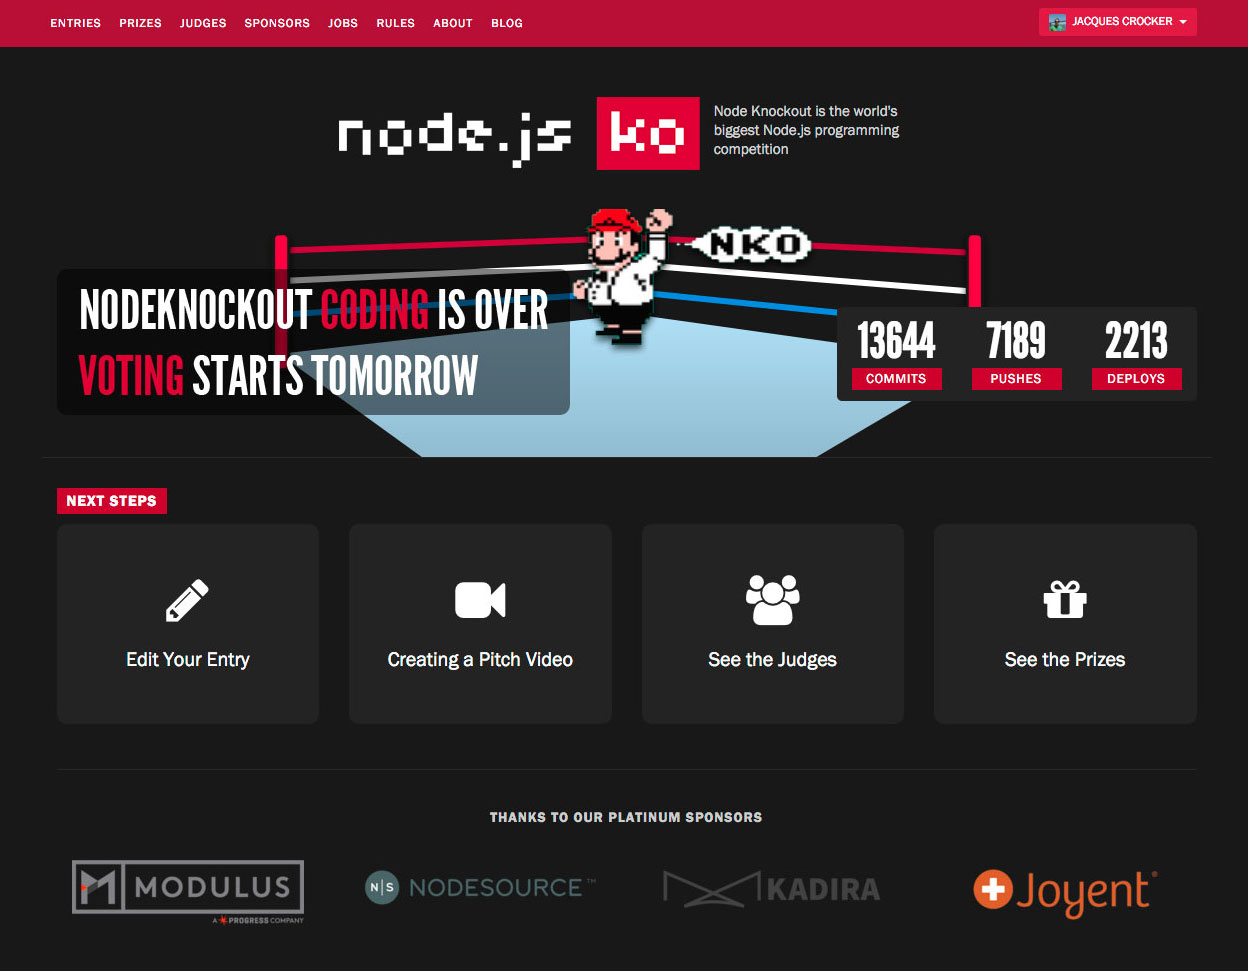 ENTRIES PRIZES JUDGES SPONSORS JOBS RULES ABOUT BLOG
JACQUES CROCKER
node.js ko
Node Knockout is the world's
biggest Node.js programming
competition
NKO
NODEKNOCKOUT CODING IS OVER
VOTING STARTS TOMORROW
13644 7189 2213
COMMITS PUSHES DEPLOYS
NEXT STEPS
Edit Your Entry
Creating a Pitch Video
See the Judges
See the Prizes
THANKS TO OUR PLATINUM SPONSORS
MODULUS
A PROGRESS COMPANY
N|S NODESOURCE™
KADIRA
Joyent®